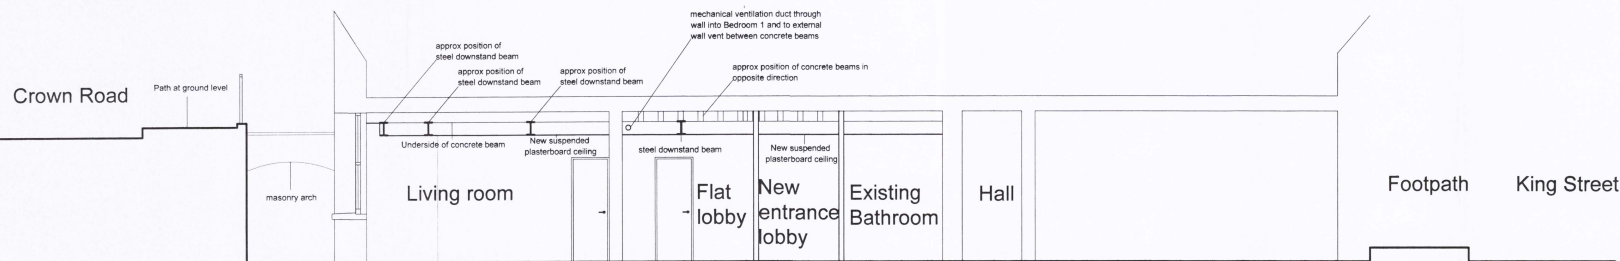 mechanical ventilation duct through
wall into Bedroom 1 and to external
wall vent between concrete beams
approx position of
steel downstand beam
approx position of
steel downstand beam
approx position of
steel downstand beam
approx position of concrete beams in
opposite direction
Crown Road
Path at ground level
Underside of concrete beam
New suspended
plasterboard ceiling
steel downstand beam
New suspended
plasterboard ceiling
masonry arch
Living room
Flat
lobby
New
entrance
lobby
Existing
Bathroom
Hall
Footpath
King Street